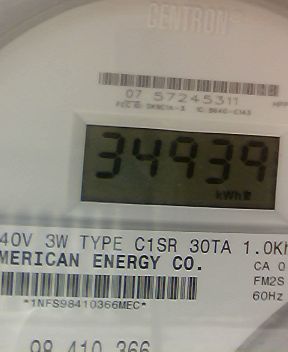 CENTRON®
07 57245311
34939
kWh
40V 3W TYPE C1SR 30TA 1.0Kh
MERICAN ENERGY CO.
CA 0
FM2S
60Hz
*1NFS98410366MEC*
98 410 366